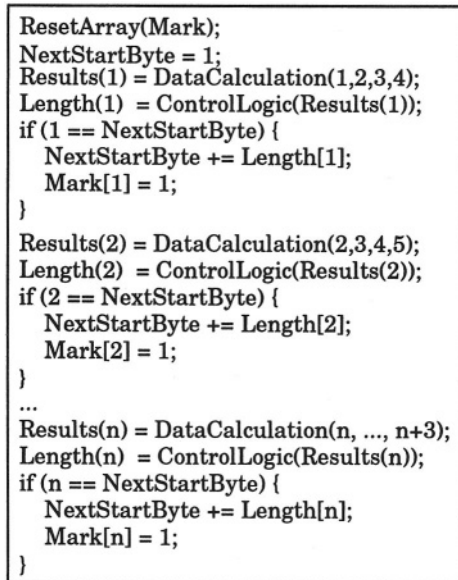 ResetArray(Mark);
NextStartByte = 1;
Results(1) = DataCalculation(1,2,3,4);
Length(1) = ControlLogic(Results(1));
if (1 == NextStartByte) {
NextStartByte += Length[1];
Mark[1] = 1;
}
Results(2) = DataCalculation(2,3,4,5);
Length(2) = ControlLogic(Results(2));
if (2 == NextStartByte) {
NextStartByte += Length[2];
Mark[2] = 1;
}
...
Results(n) = DataCalculation(n, ..., n+3);
Length(n) = ControlLogic(Results(n));
if (n == NextStartByte) {
NextStartByte += Length[n];
Mark[n] = 1;
}